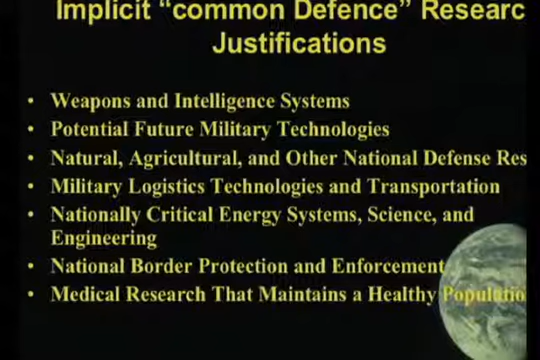 Implicit “common Defence” Researc
Justifications
• Weapons and Intelligence Systems
• Potential Future Military Technologies
• Natural, Agricultural, and Other National Defense Res
• Military Logistics Technologies and Transportation
• Nationally Critical Energy Systems, Science, and
Engineering
• National Border Protection and Enforcement
• Medical Research That Maintains a Healthy Populatio